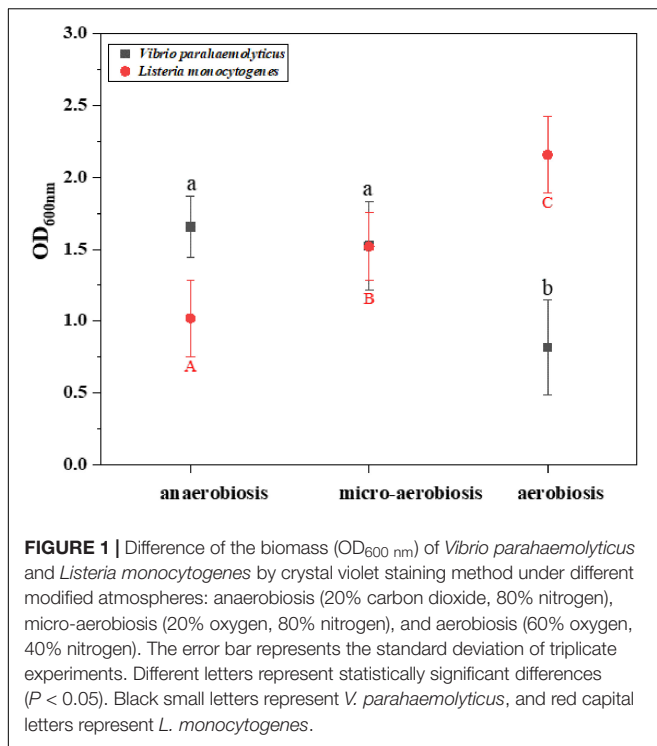 3.0
Vibrio parahaemolyticus
Listeria monocytogenes
2.5
2.0
1.5
1.0
0.5
0.0
OD600nm
a
a
C
B
b
A
anaerobiosis micro-aerobiosis aerobiosis
FIGURE 1 | Difference of the biomass (OD600 nm) of Vibrio parahaemolyticus
and Listeria monocytogenes by crystal violet staining method under different
modified atmospheres: anaerobiosis (20% carbon dioxide, 80% nitrogen),
micro-aerobiosis (20% oxygen, 80% nitrogen), and aerobiosis (60% oxygen,
40% nitrogen). The error bar represents the standard deviation of triplicate
experiments. Different letters represent statistically significant differences
(P < 0.05). Black small letters represent V. parahaemolyticus, and red capital
letters represent L. monocytogenes.